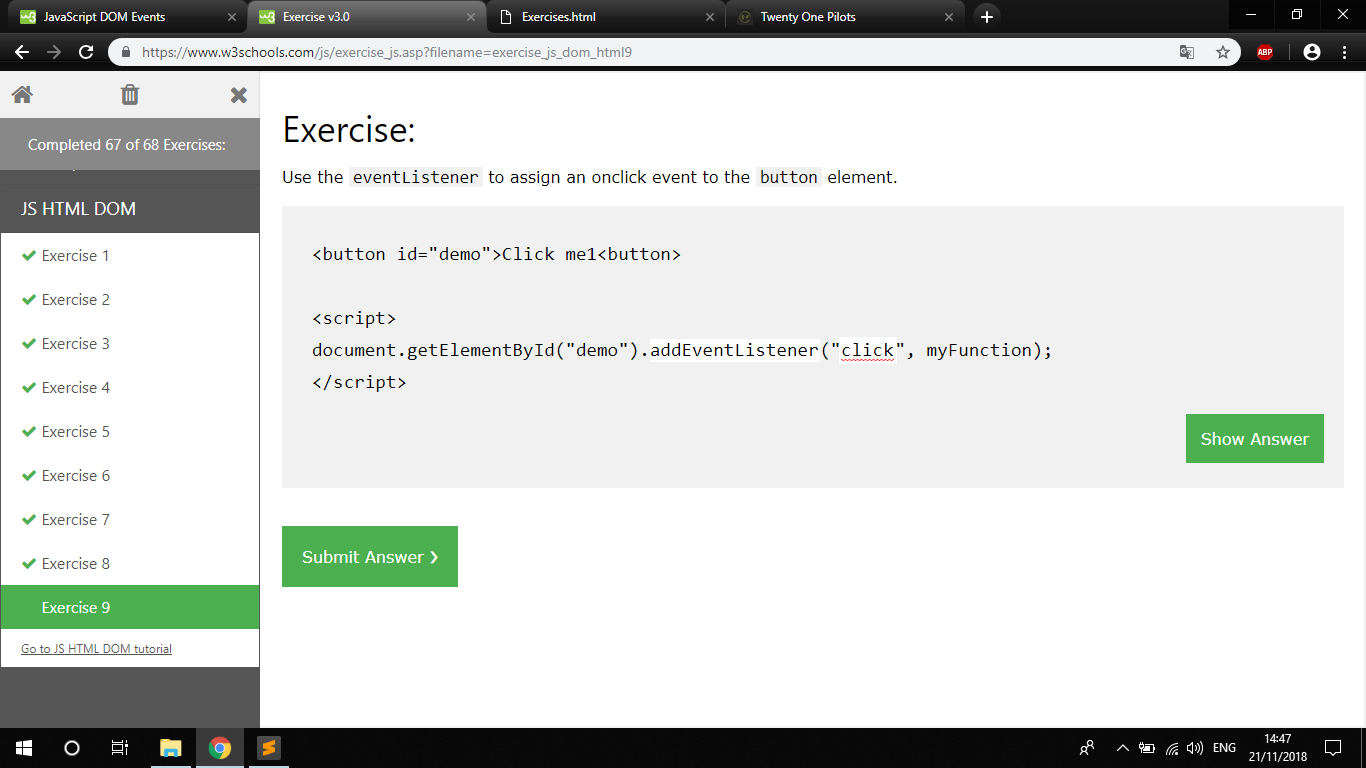 JavaScript DOM Events
Exercise v3.0
Exercises.html
Twenty One Pilots
https://www.w3schools.com/js/exercise_js.asp?filename=exercise_js_dom_html9
ABP
Completed 67 of 68 Exercises:
JS HTML DOM
Exercise 1
Exercise 2
Exercise 3
Exercise 4
Exercise 5
Exercise 6
Exercise 7
Exercise 8
Exercise 9
Go to JS HTML DOM tutorial
Exercise:
Use the eventListener to assign an onclick event to the button element.
<button id="demo">Click me1<button>
<script>
document.getElementById("demo").addEventListener("click", myFunction);
</script>
Show Answer
Submit Answer ❯
ENG
14:47
21/11/2018